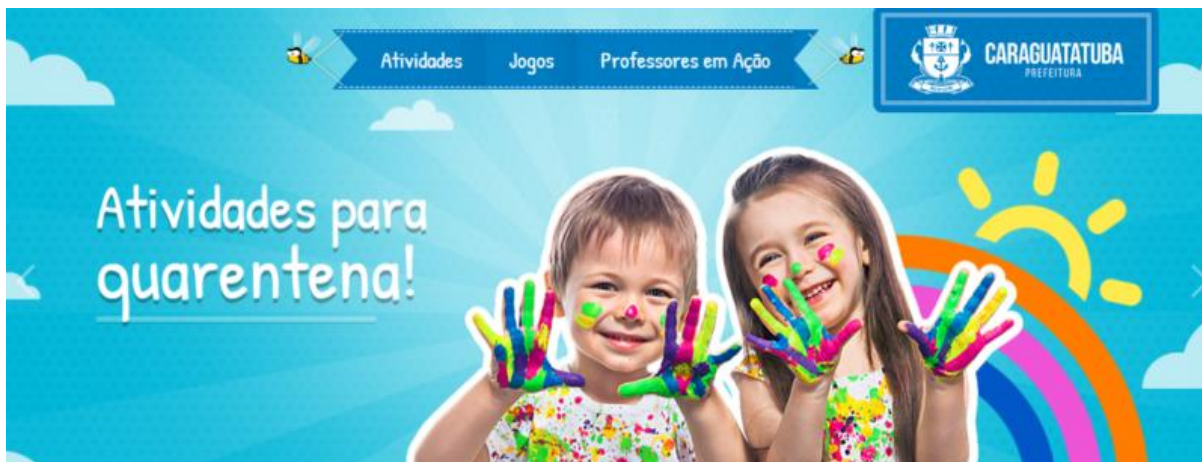 Atividades Jogos Professores em Ação
CARAGUATATUBA
PREFEITURA
Atividades para
quarentena!